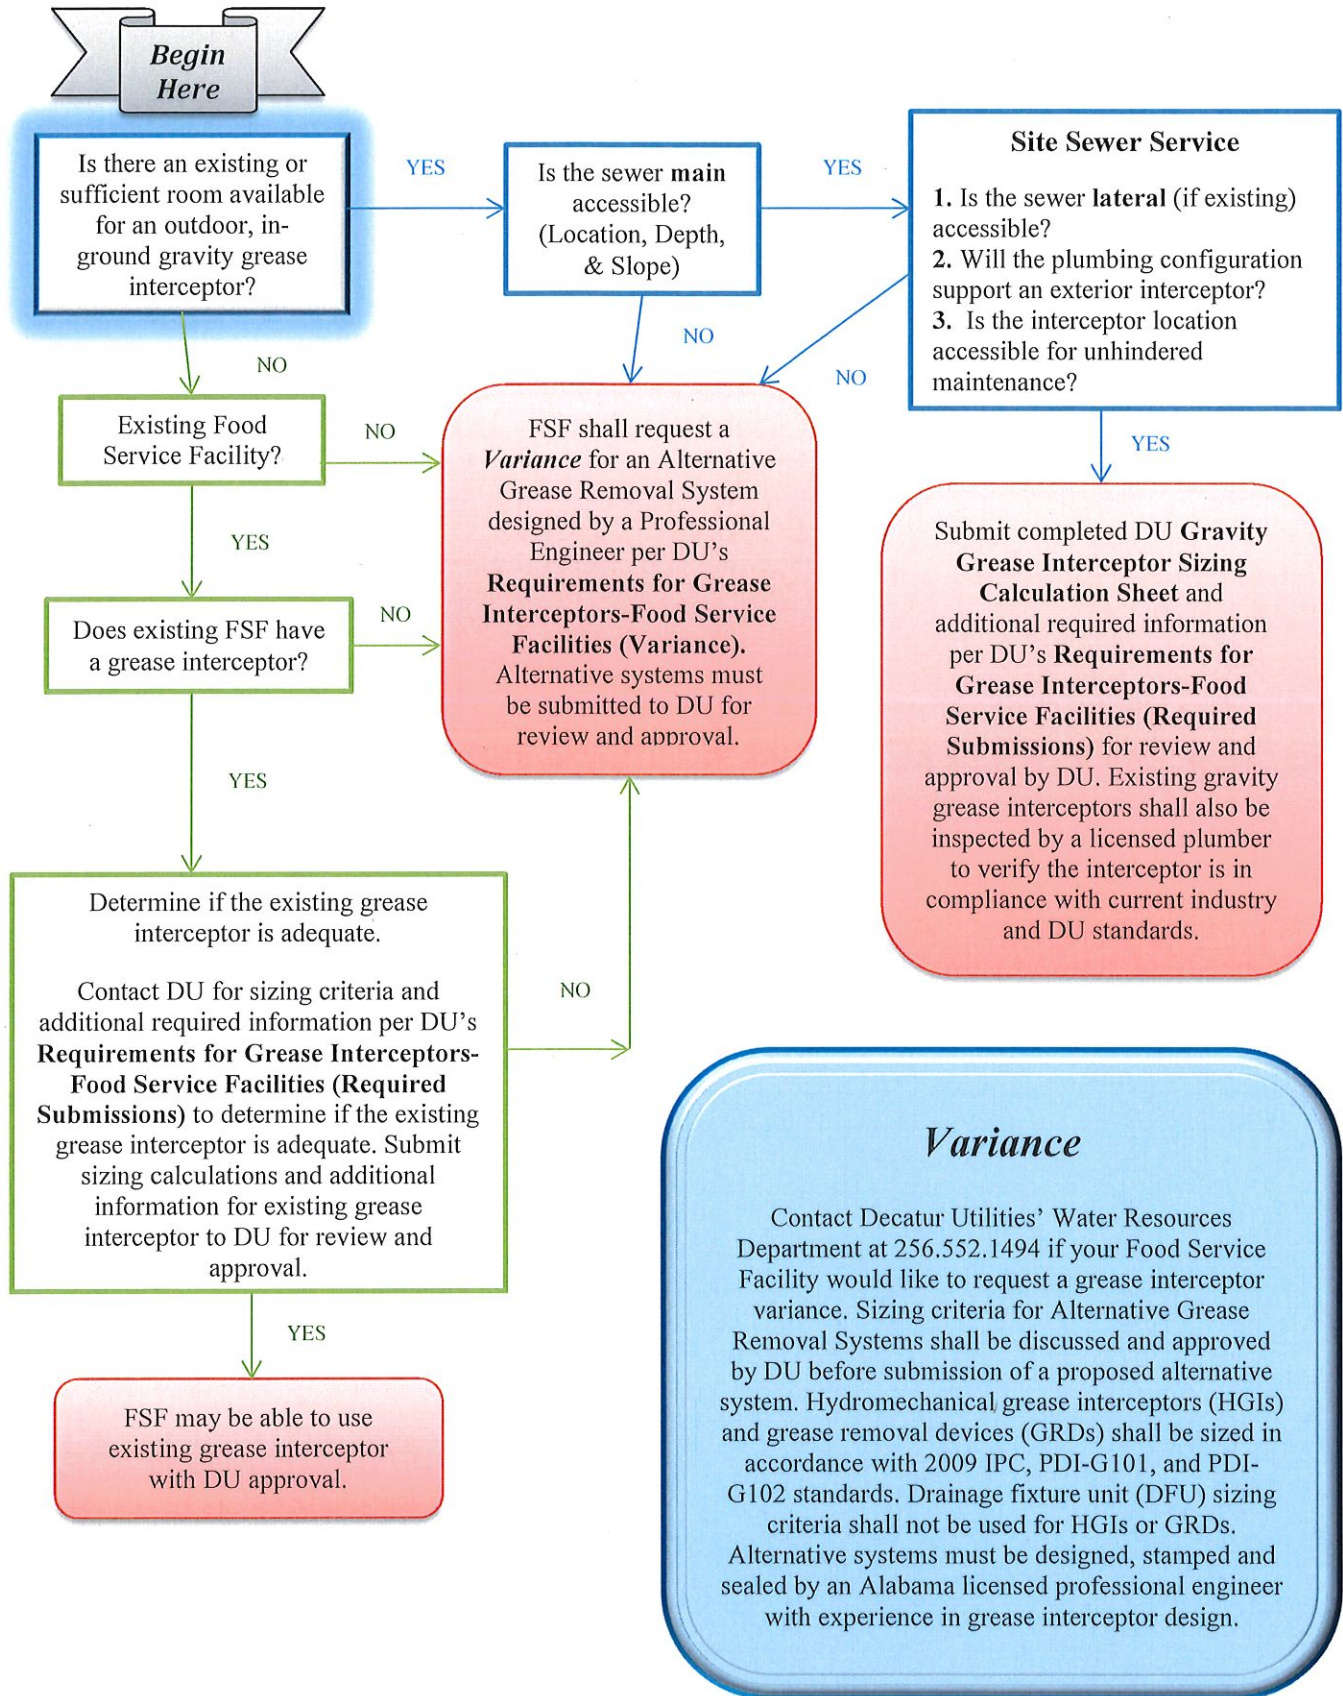 Begin
Here
Is there an existing or
sufficient room available
for an outdoor, in-
ground gravity grease
interceptor?
YES
Is the sewer main
accessible?
(Location, Depth,
& Slope)
YES
Site Sewer Service
1. Is the sewer lateral (if existing)
accessible?
2. Will the plumbing configuration
support an exterior interceptor?
3. Is the interceptor location
accessible for unhindered
maintenance?
NO
NO
NO
YES
Existing Food
Service Facility?
NO
YES
Does existing FSF have
a grease interceptor?
NO
YES
FSF shall request a
Variance for an Alternative
Grease Removal System
designed by a Professional
Engineer per DU's
Requirements for Grease
Interceptors-Food Service
Facilities (Variance).
Alternative systems must
be submitted to DU for
review and approval.
Submit completed DU Gravity
Grease Interceptor Sizing
Calculation Sheet and
additional required information
per DU's Requirements for
Grease Interceptors-Food
Service Facilities (Required
Submissions) for review and
approval by DU. Existing gravity
grease interceptors shall also be
inspected by a licensed plumber
to verify the interceptor is in
compliance with current industry
and DU standards.
Determine if the existing grease
interceptor is adequate.
Contact DU for sizing criteria and
additional required information per DU's
Requirements for Grease Interceptors-
Food Service Facilities (Required
Submissions) to determine if the existing
grease interceptor is adequate. Submit
sizing calculations and additional
information for existing grease
interceptor to DU for review and
approval.
NO
YES
FSF may be able to use
existing grease interceptor
with DU approval.
Variance
Contact Decatur Utilities' Water Resources
Department at 256.552.1494 if your Food Service
Facility would like to request a grease interceptor
variance. Sizing criteria for Alternative Grease
Removal Systems shall be discussed and approved
by DU before submission of a proposed alternative
system. Hydromechanical grease interceptors (HGIs)
and grease removal devices (GRDs) shall be sized in
accordance with 2009 IPC, PDI-G101, and PDI-
G102 standards. Drainage fixture unit (DFU) sizing
criteria shall not be used for HGIs or GRDs.
Alternative systems must be designed, stamped and
sealed by an Alabama licensed professional engineer
with experience in grease interceptor design.